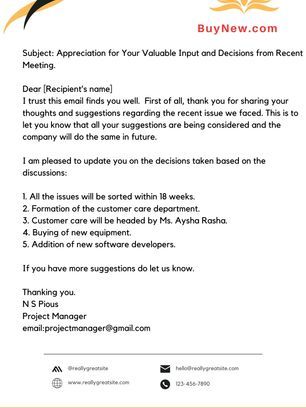 BuyNew.com
Subject: Appreciation for Your Valuable Input and Decisions from Recent
Meeting.
Dear [Recipient's name]
I trust this email finds you well. First of all, thank you for sharing your
thoughts and suggestions regarding the recent issue we faced. This is to
let you know that all your suggestions are being considered and the
company will do the same in future.
I am pleased to update you on the decisions taken based on the
discussions:
1. All the issues will be sorted within 18 weeks.
2. Formation of the customer care department.
3. Customer care will be headed by Ms. Aysha Rasha.
4. Buying of new equipment.
5. Addition of new software developers.
If you have more suggestions do let us know.
Thanking you.
N S Pious
Project Manager
email:projectmanager@gmail.com
@reallygreatsite
hello@reallygreatsite.com
www.reallygreatsite.com
123-456-7890